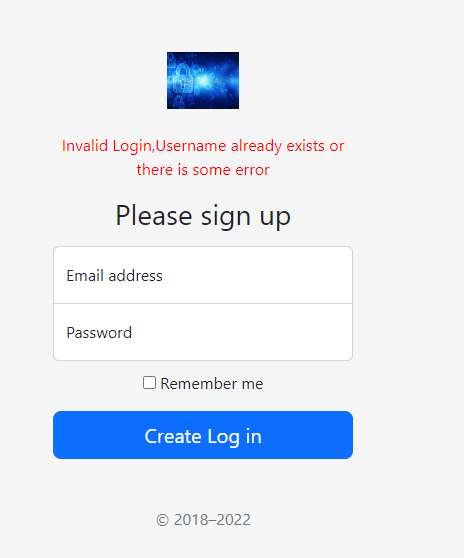 Invalid Login,Username already exists or
there is some error
Please sign up
Email address
Password
Remember me
Create Log in
© 2018–2022